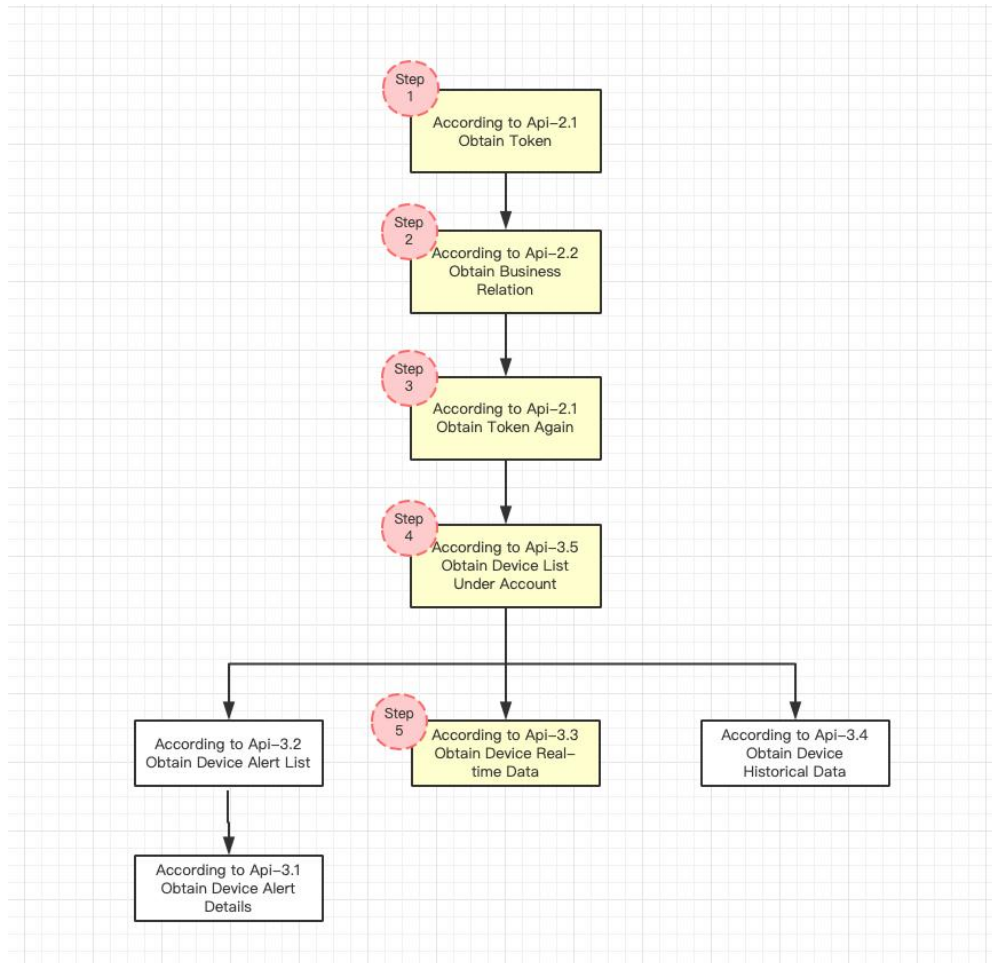 Step
1
According to Api-2.1
Obtain Token
Step
2
According to Api-2.2
Obtain Business
Relation
Step
3
According to Api-2.1
Obtain Token Again
Step
4
According to Api-3.5
Obtain Device List
Under Account
According to Api-3.2
Obtain Device Alert List
Step
5
According to Api-3.3
Obtain Device Real-
time Data
According to Api-3.4
Obtain Device
Historical Data
According to Api-3.1
Obtain Device Alert
Details